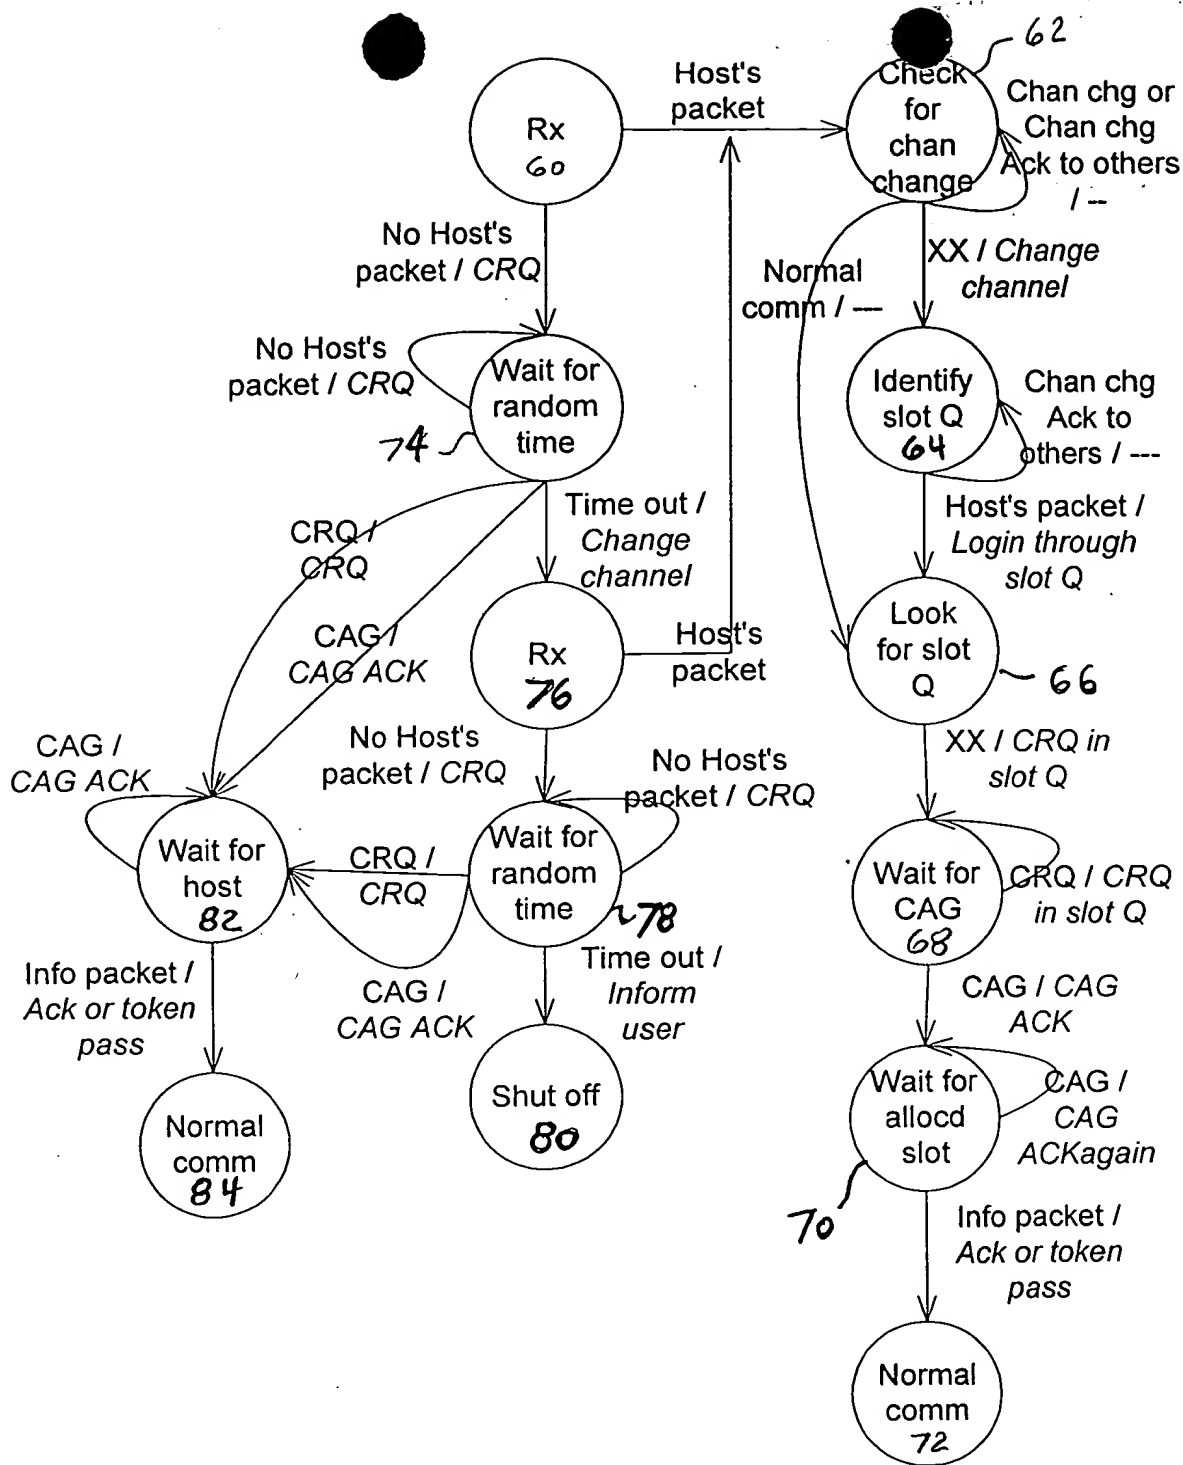 Rx
60
Host's
packet
62
Check
for
chan
change
Chan chg or
Chan chg
Ack to others
/ --
No Host's
packet / CRQ
Normal
comm / ---
XX / Change
channel
No Host's
packet / CRQ
Wait for
random
time
74
Identify
slot Q
64
Chan chg
Ack to
others / ---
CRQ /
CRQ
Time out /
Change
channel
Host's packet /
Login through
slot Q
CAG /
CAG ACK
Rx
76
Host's
packet
Look
for slot
Q
66
CAG /
CAG ACK
No Host's
packet / CRQ
No Host's
packet / CRQ
XX / CRQ in
slot Q
Wait for
host
82
CRQ /
CRQ
Wait for
random
time
78
Wait for
CAG
68
CRQ / CRQ
in slot Q
Info packet /
Ack or token
pass
CAG /
CAG ACK
Time out /
Inform
user
CAG / CAG
ACK
Normal
comm
84
Shut off
80
Wait for
allocd
slot
70
CAG /
CAG
ACKagain
Info packet /
Ack or token
pass
Normal
comm
72